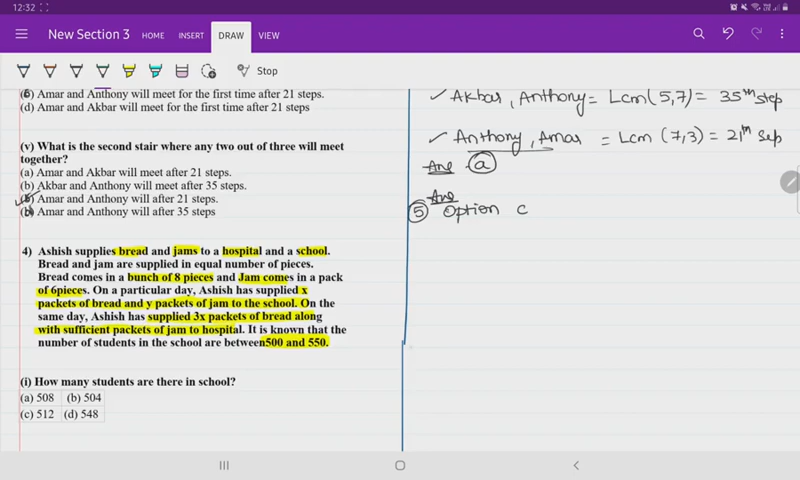 12:32
New Section 3 HOME INSERT DRAW VIEW
Stop
Amar and Anthony will meet for the first time after 21 steps.
(d) Amar and Akbar will meet for the first time after 21 steps
(v) What is the second stair where any two out of three will meet
together?
(a) Amar and Akbar will meet after 21 steps.
(b) Akbar and Anthony will meet after 35 steps.
Amar and Anthony will after 21 steps.
Amar and Anthony will after 35 steps
4) Ashish supplies bread and jams to a hospital and a school.
Bread and jam are supplied in equal number of pieces.
Bread comes in a bunch of 8 pieces and Jam comes in a pack
of 6pieces. On a particular day, Ashish has supplied x
packets of bread and y packets of jam to the school. On the
same day, Ashish has supplied 3x packets of bread along
with sufficient packets of jam to hospital. It is known that the
number of students in the school are between500 and 550.
(i) How many students are there in school?
(a) 508 (b) 504
(c) 512 (d) 548
✓ Akbar, Anthony = Lcm (5,7) = 35th step
✓ Anthony, Amar = Lcm (7,3) = 21th sep
Ans (a)
Ans
(5) Option c